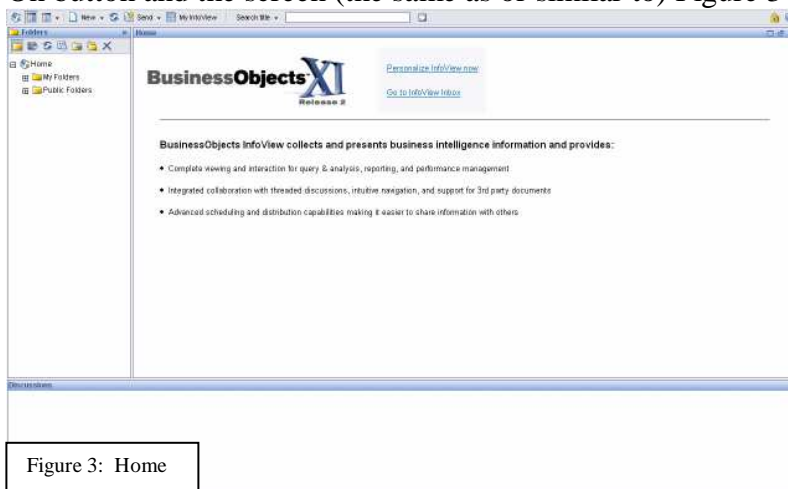 On button and the screen (the same as or similar to) Figure 3
New Send My InfoView Search title
Folders Home
Home
My Folders
Public Folders
BusinessObjects XI
Release 2
Personalize InfoView now
Go to InfoView Inbox
BusinessObjects InfoView collects and presents business intelligence information and provides:
• Complete viewing and interaction for query & analysis, reporting, and performance management
• Integrated collaboration with threaded discussions, intuitive navigation, and support for 3rd party documents
• Advanced scheduling and distribution capabilities making it easier to share information with others
Discussions
Figure 3: Home